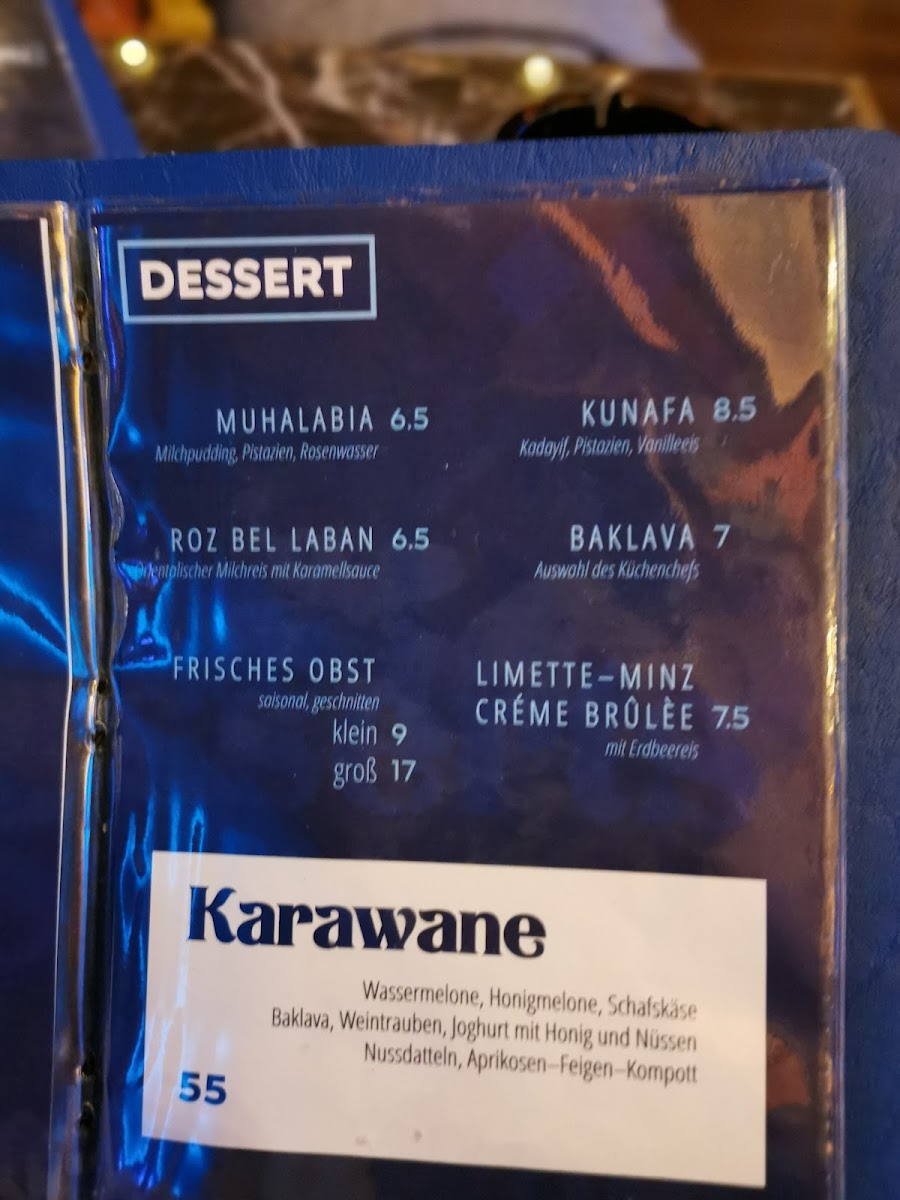 DESSERT
MUHALABIA 6.5
Milchpudding, Pistazien, Rosenwasser
KUNAFA 8.5
Kadayif, Pistazien, Vanilleeis
ROZ BEL LABAN 6.5
Orientalischer Milchreis mit Karamellsauce
BAKLAVA 7
Auswahl des Küchenchefs
FRISCHES OBST
saisonal, geschnitten
klein 9
groß 17
LIMETTE-MINZ
CRÉME BRÛLÈE 7.5
mit Erdbeereis
Karawane
Wassermelone, Honigmelone, Schafskäse
Baklava, Weintrauben, Joghurt mit Honig und Nüssen
Nussdatteln, Aprikosen-Feigen-Kompott
55